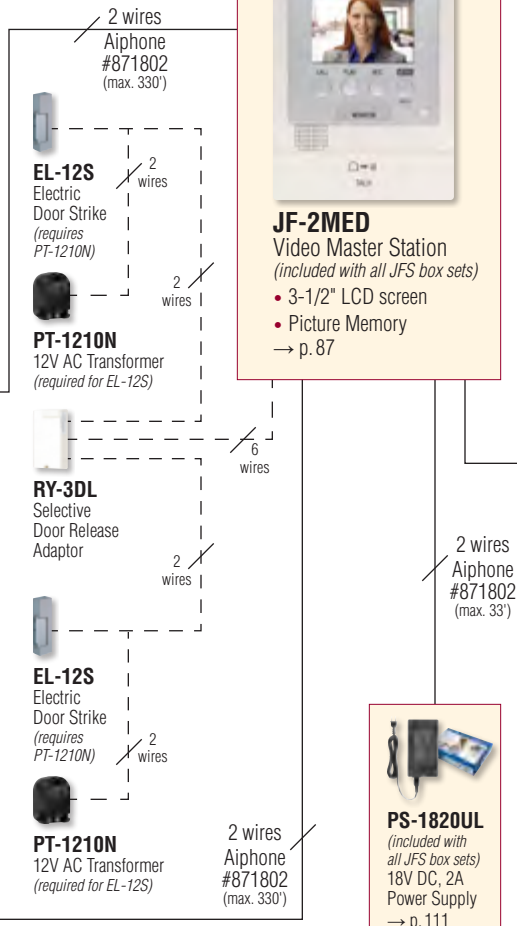 2 wires
Aiphone
#871802
(max. 330')
EL-12S
Electric
Door Strike
(requires
PT-1210N)
2
wires
PT-1210N
12V AC Transformer
(required for EL-12S)
2
wires
RY-3DL
Selective
Door Release
Adaptor
6
wires
2
wires
EL-12S
Electric
Door Strike
(requires
PT-1210N)
2
wires
PT-1210N
12V AC Transformer
(required for EL-12S)
2 wires
Aiphone
#871802
(max. 330')
TALK
JF-2MED
Video Master Station
(included with all JFS box sets)
• 3-1/2" LCD screen
• Picture Memory
→ p. 87
2 wires
Aiphone
#871802
(max. 33')
PS-1820UL
(included with
all JFS box sets)
18V DC, 2A
Power Supply
→ p. 111